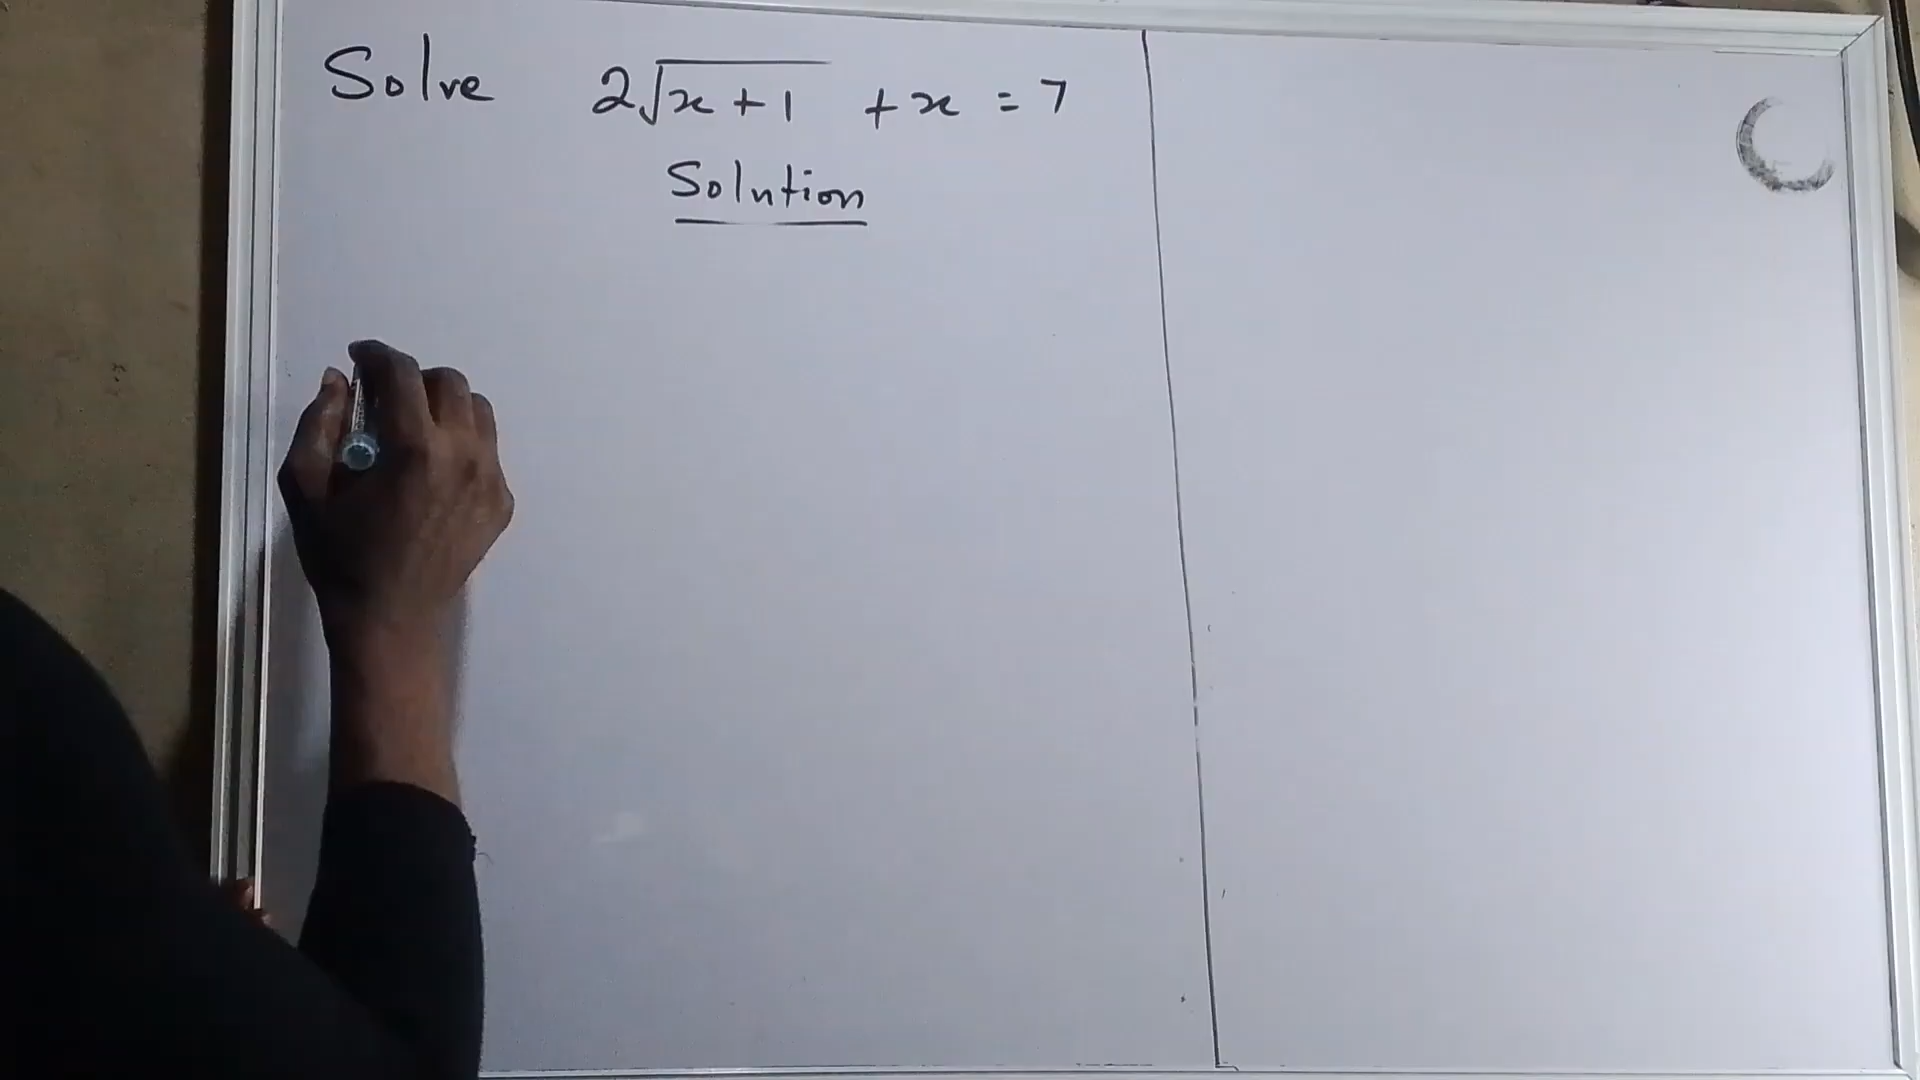 Solve 2√(x+1) + x = 7
Solution